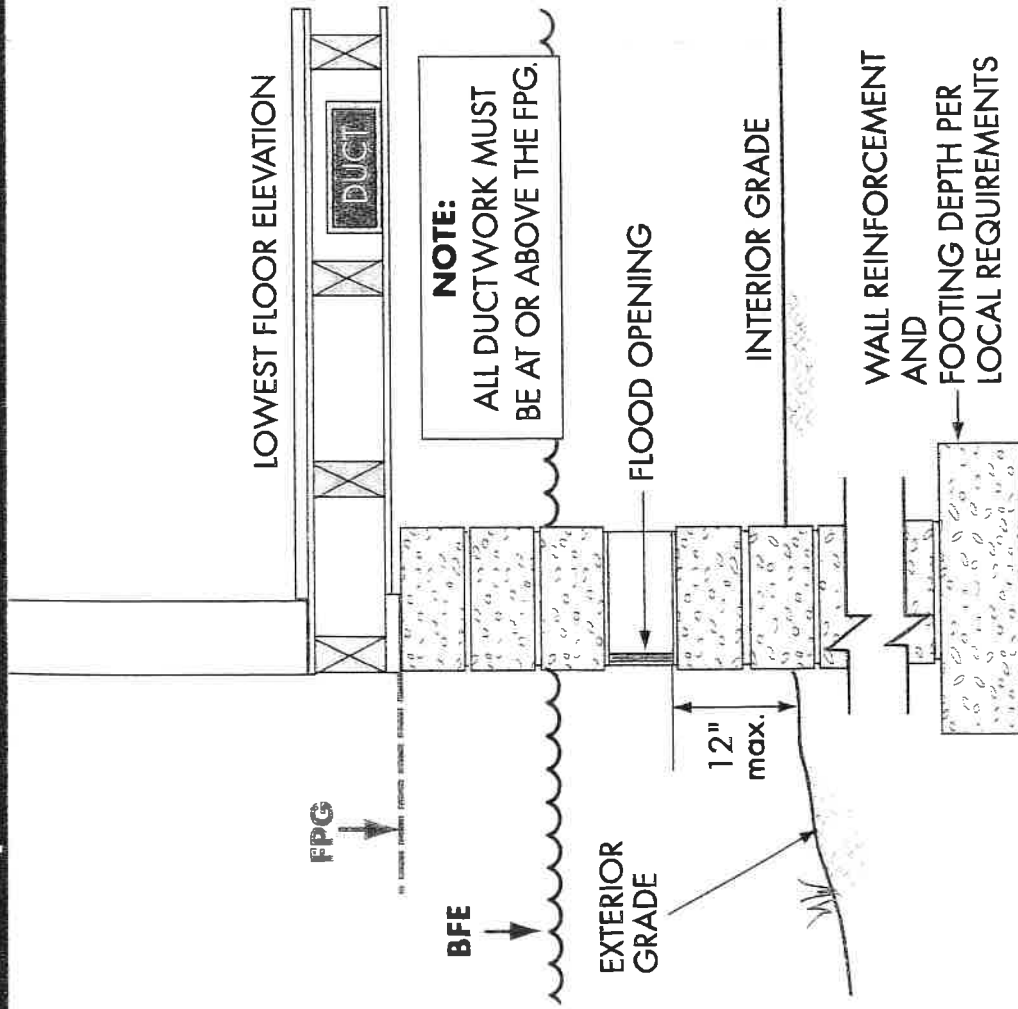 LOWEST FLOOR ELEVATION
DUCT
FPG
NOTE:
ALL DUCTWORK MUST
BE AT OR ABOVE THE FPG.
BFE
FLOOD OPENING
12"
max.
EXTERIOR
GRADE
INTERIOR GRADE
WALL REINFORCEMENT
AND
FOOTING DEPTH PER
LOCAL REQUIREMENTS